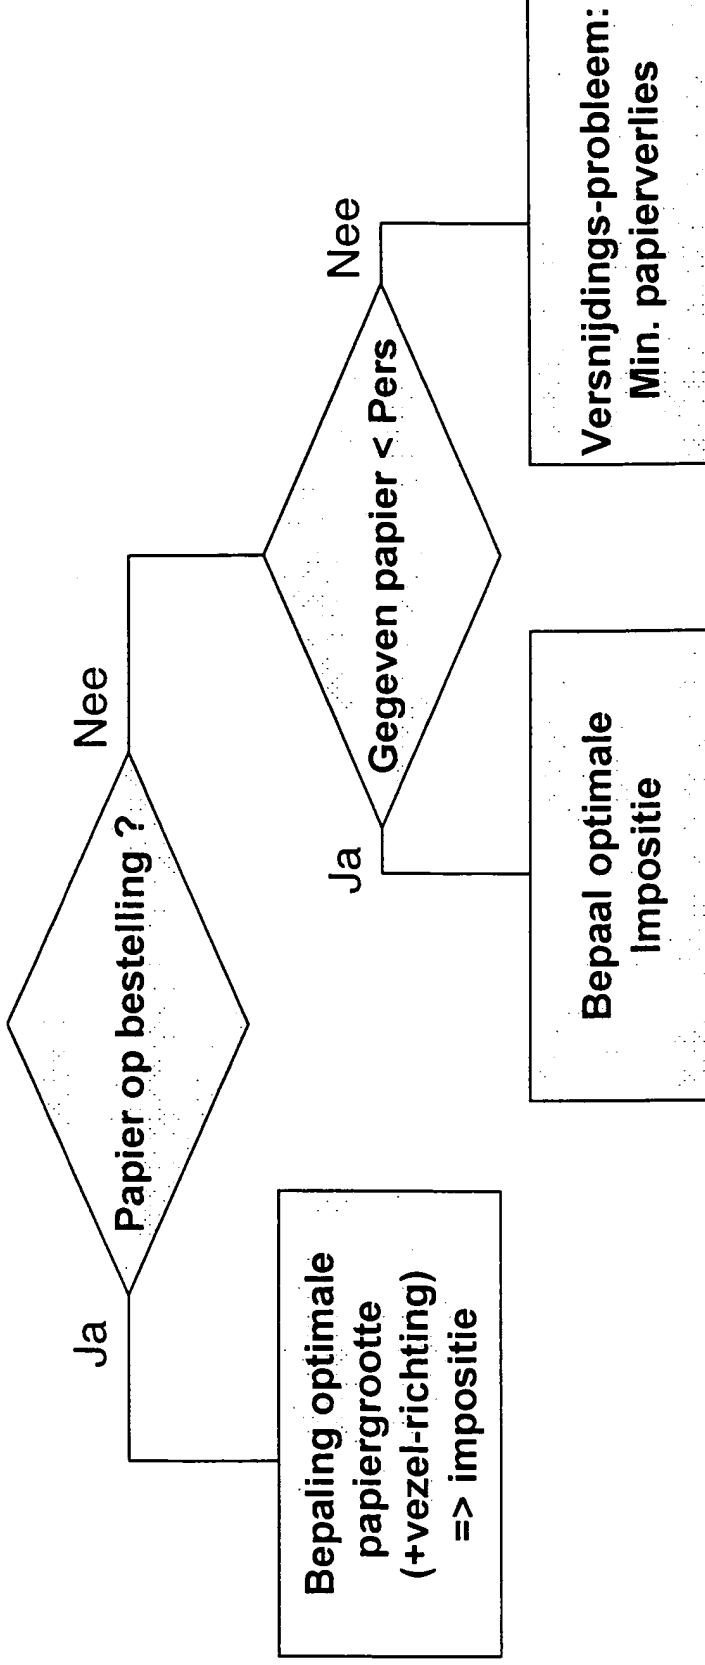 Papier op bestelling ?
Ja
Nee
Bepaling optimale
papiergrootte
(+vezel-richting)
=> impositie
Gegeven papier < Pers
Ja
Nee
Bepaal optimale
Impositie
Versnijdings-probleem:
Min. papierverlies